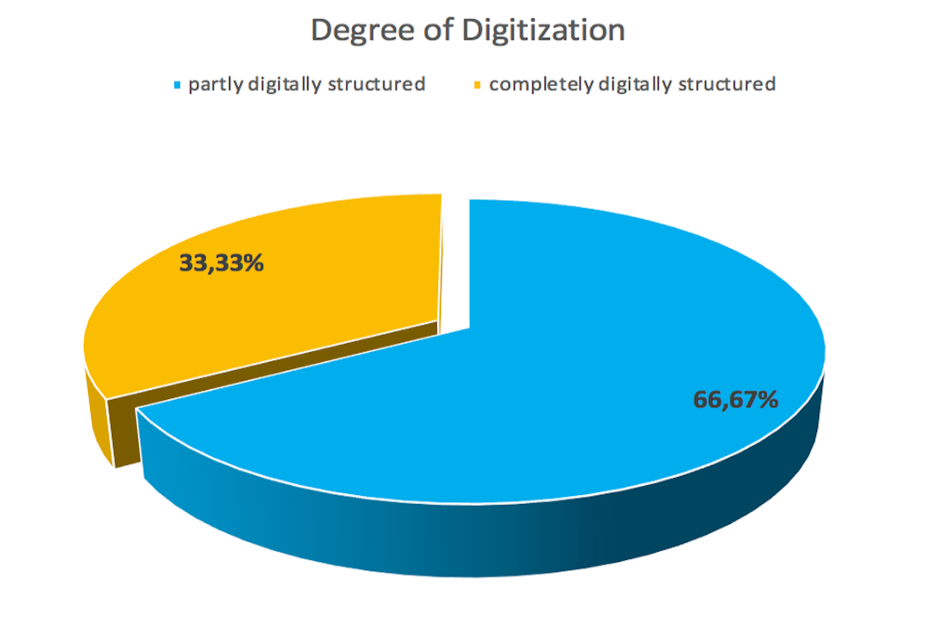 Degree of Digitization
partly digitally structured completely digitally structured
33,33%
66,67%